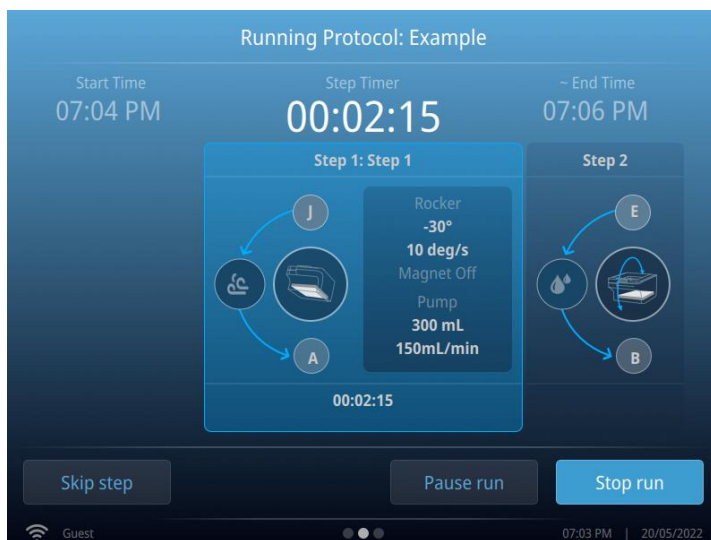 Running Protocol: Example
Start Time
Step Timer
~ End Time
07:04 PM
00:02:15
07:06 PM
Step 1: Step 1
Step 2
J
Rocker
-30°
10 deg/s
Magnet Off
Pump
300 mL
150mL/min
A
E
B
00:02:15
Skip step
Pause run
Stop run
Guest
07:03 PM | 20/05/2022